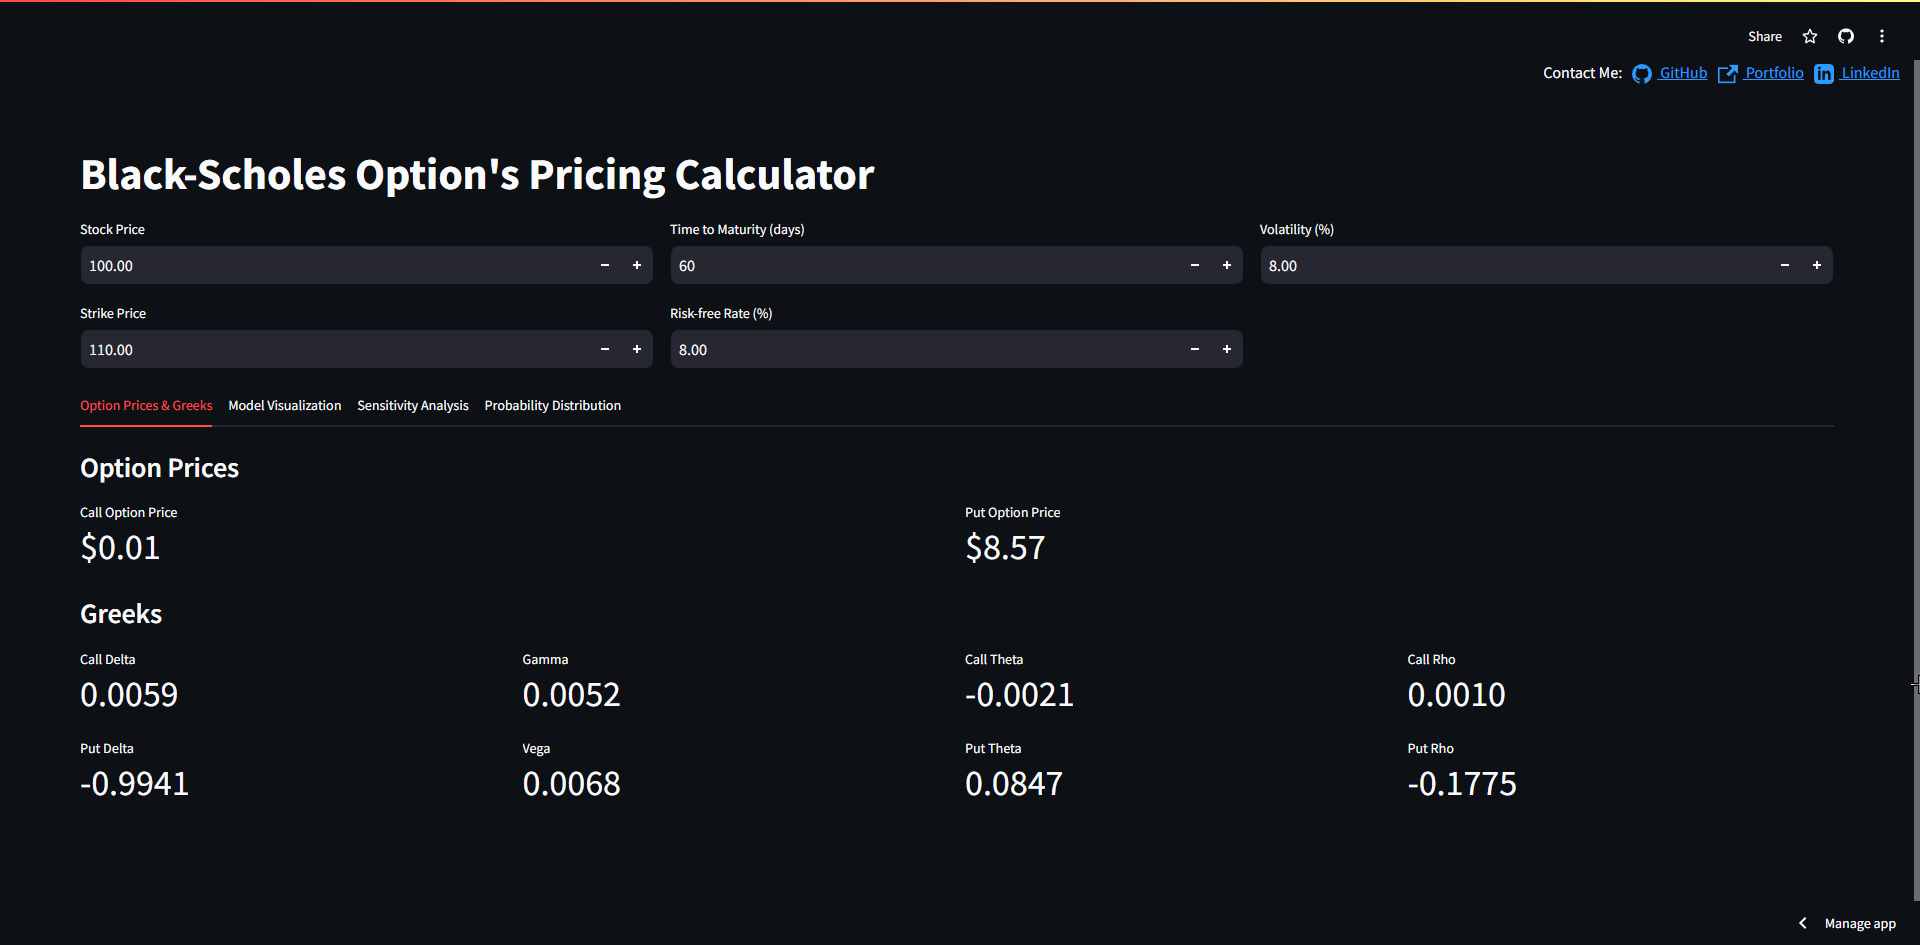 Share
Contact Me: GitHub Portfolio LinkedIn
Black-Scholes Option's Pricing Calculator
Stock Price Time to Maturity (days) Volatility (%)
100.00 − + 60 − + 8.00 − +
Strike Price Risk-free Rate (%)
110.00 − + 8.00 − +
Option Prices & Greeks Model Visualization Sensitivity Analysis Probability Distribution
Option Prices
Call Option Price Put Option Price
$0.01 $8.57
Greeks
Call Delta Gamma Call Theta Call Rho
0.0059 0.0052 -0.0021 0.0010
Put Delta Vega Put Theta Put Rho
-0.9941 0.0068 0.0847 -0.1775
Manage app